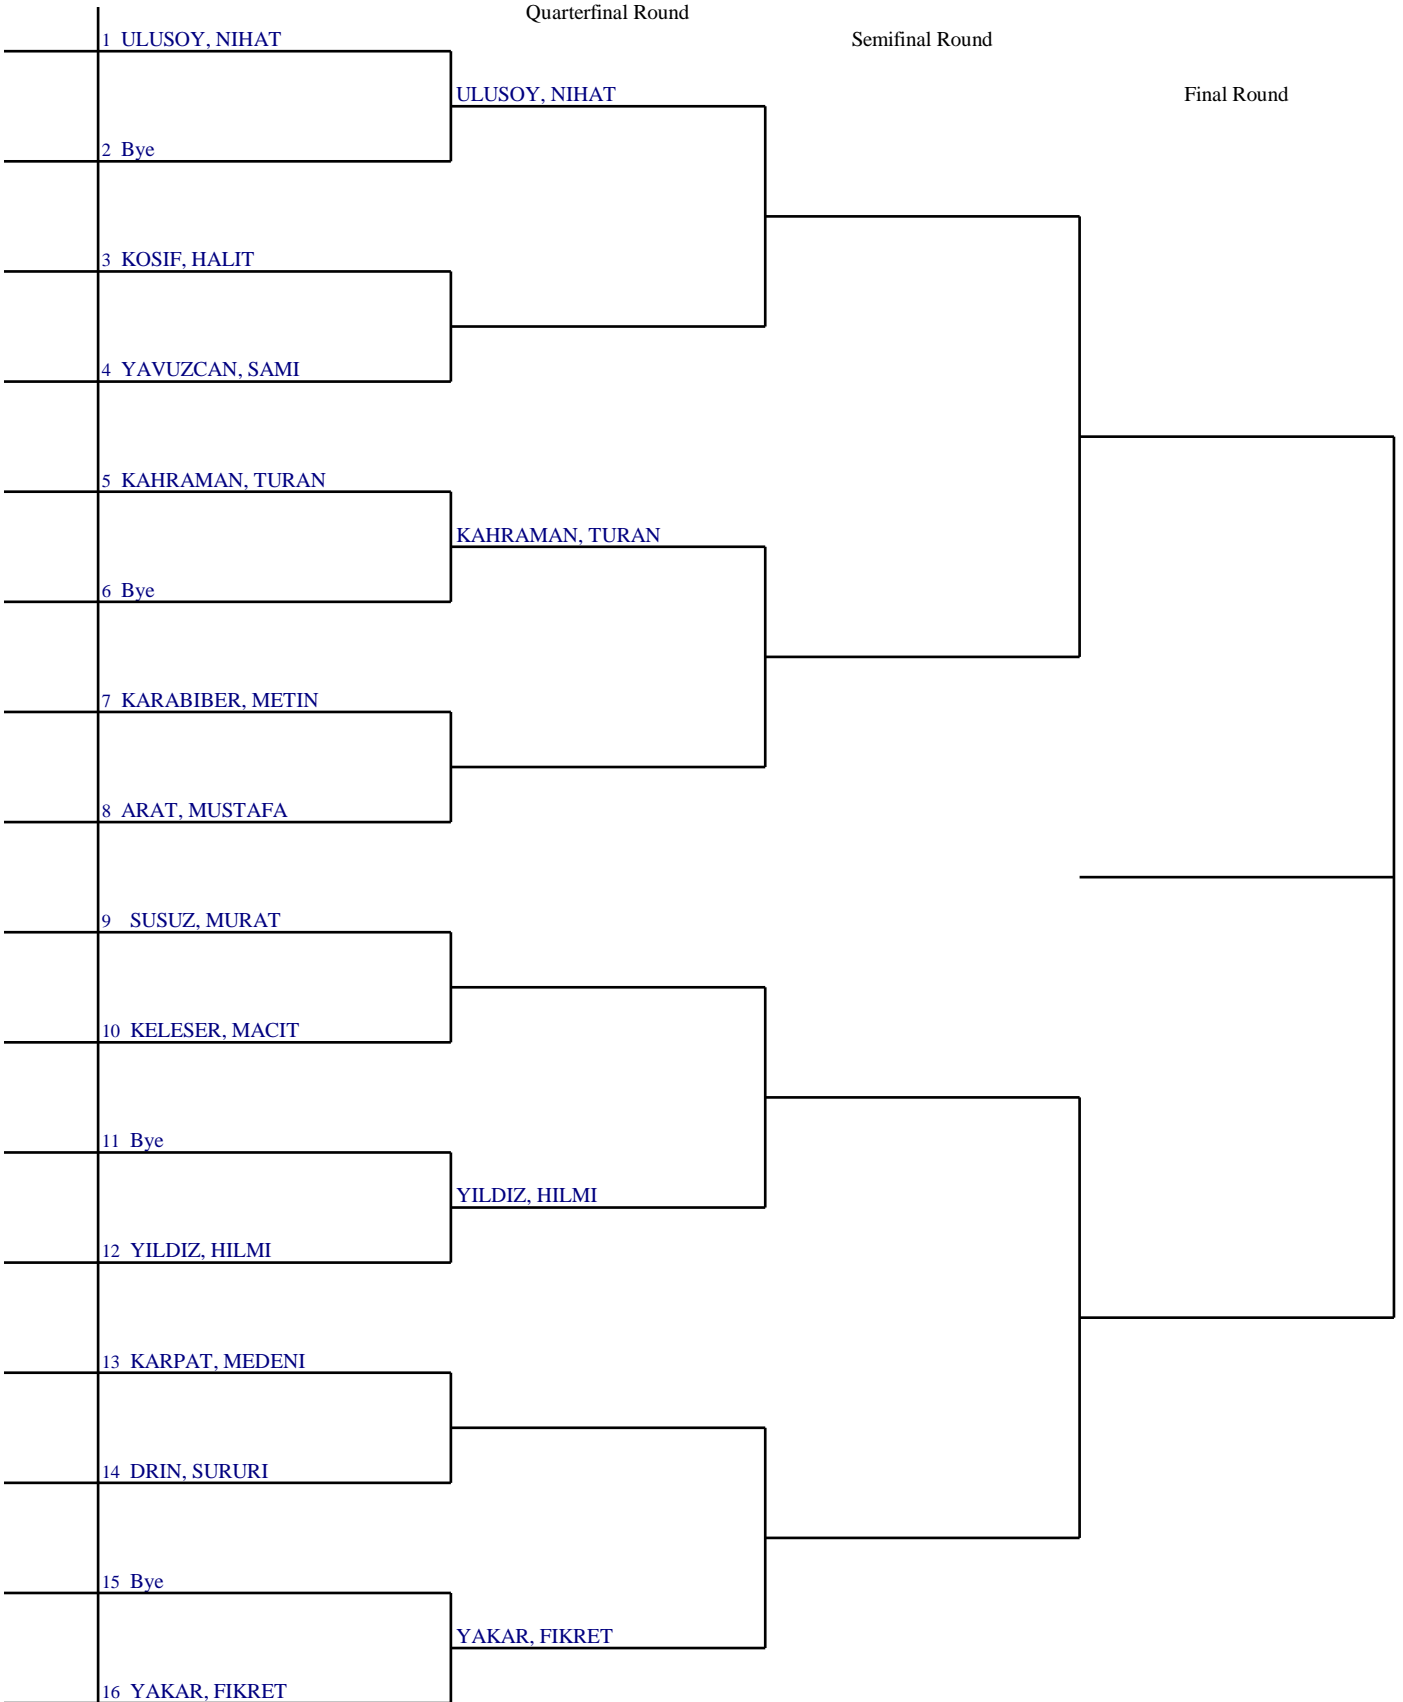 Quarterfinal Round
1 ULUSOY, NIHAT
Semifinal Round
ULUSOY, NIHAT
Final Round
2 Bye
3 KOSIF, HALIT
4 YAVUZCAN, SAMI
5 KAHRAMAN, TURAN
KAHRAMAN, TURAN
6 Bye
7 KARABIBER, METIN
8 ARAT, MUSTAFA
9 SUSUZ, MURAT
10 KELESER, MACIT
11 Bye
YILDIZ, HILMI
12 YILDIZ, HILMI
13 KARPAT, MEDENI
14 DRIN, SURURI
15 Bye
YAKAR, FIKRET
16 YAKAR, FIKRET